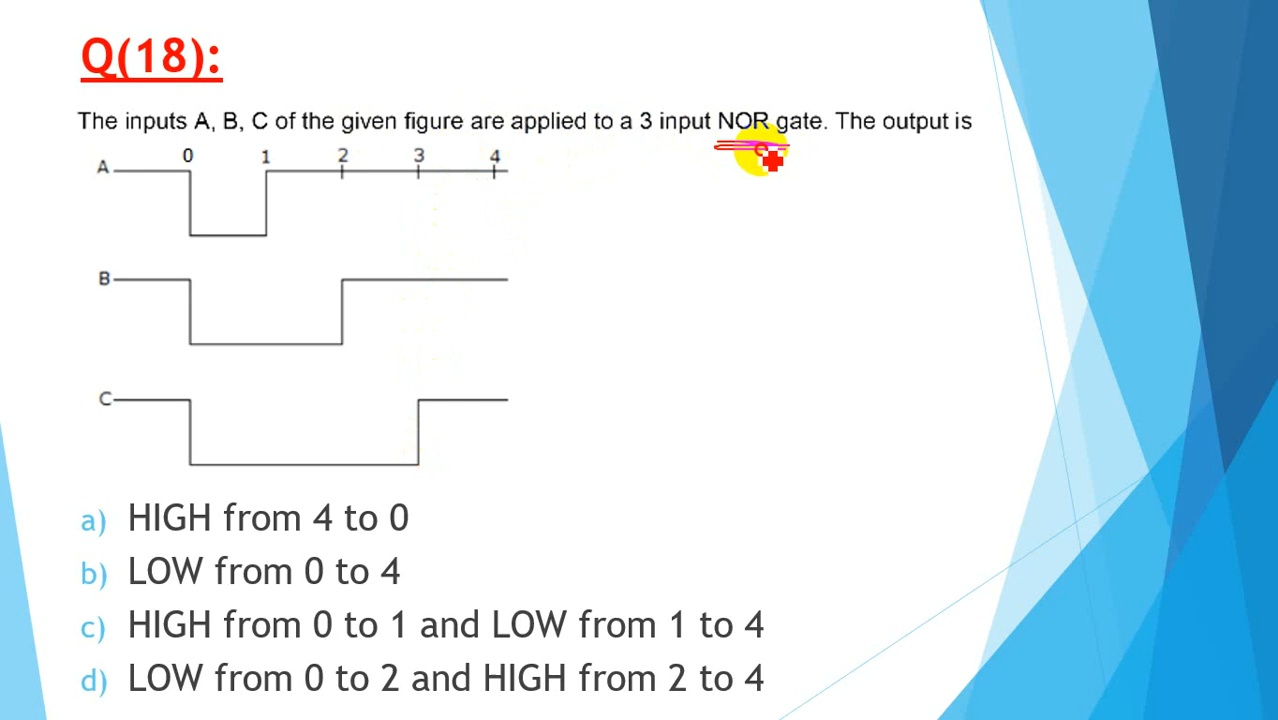 Q(18):
The inputs A, B, C of the given figure are applied to a 3 input NOR gate. The output is
0 1 2 3 4
A
B
C
a) HIGH from 4 to 0
b) LOW from 0 to 4
c) HIGH from 0 to 1 and LOW from 1 to 4
d) LOW from 0 to 2 and HIGH from 2 to 4